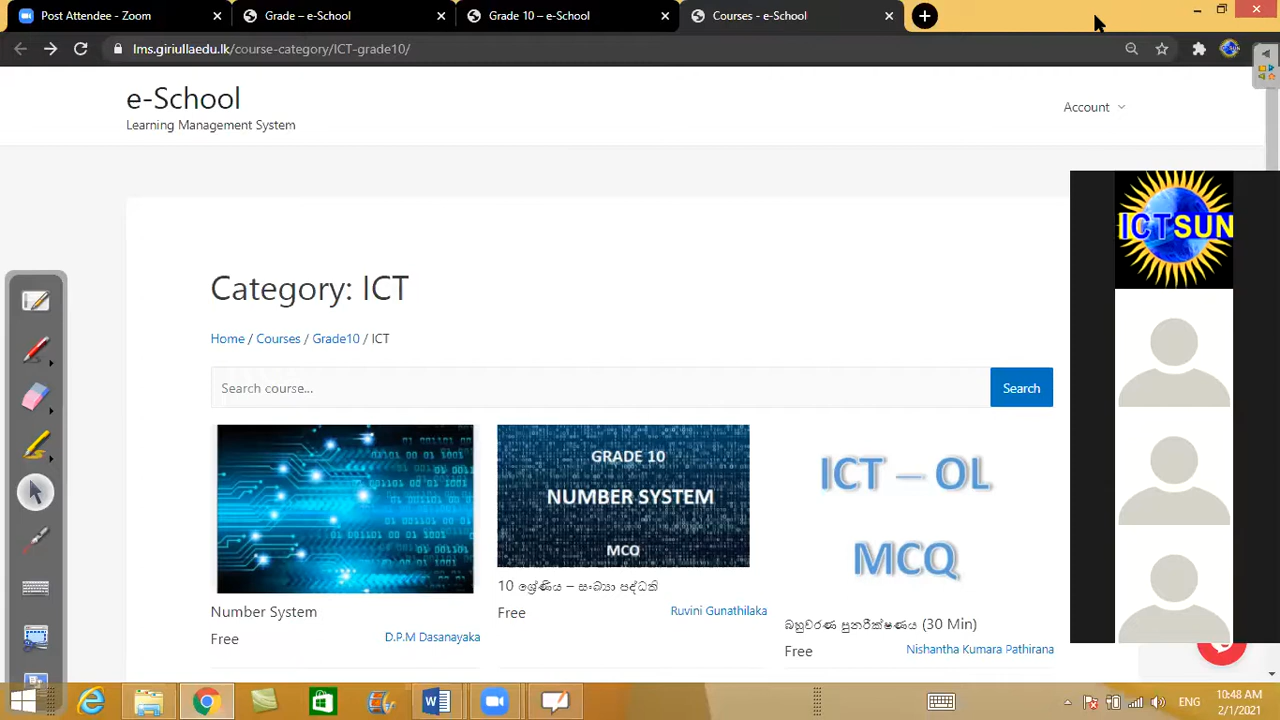 Post Attendee - Zoom
Grade – e-School
Grade 10 – e-School
Courses - e-School
lms.giriullaedu.lk/course-category/ICT-grade10/
e-School
Learning Management System
Account
ICTSUN
Category: ICT
Home / Courses / Grade10 / ICT
Search course...
Search
GRADE 10
NUMBER SYSTEM
MCQ
ICT – OL
MCQ
Number System
Free
D.P.M Dasanayaka
10 ශ්‍රේණිය – සංඛ්‍යා පද්ධති
Free
Ruvini Gunathilaka
බහුවරණ පුනරීක්ෂණය (30 Min)
Free
Nishantha Kumara Pathirana
ENG
10:48 AM
2/1/2021